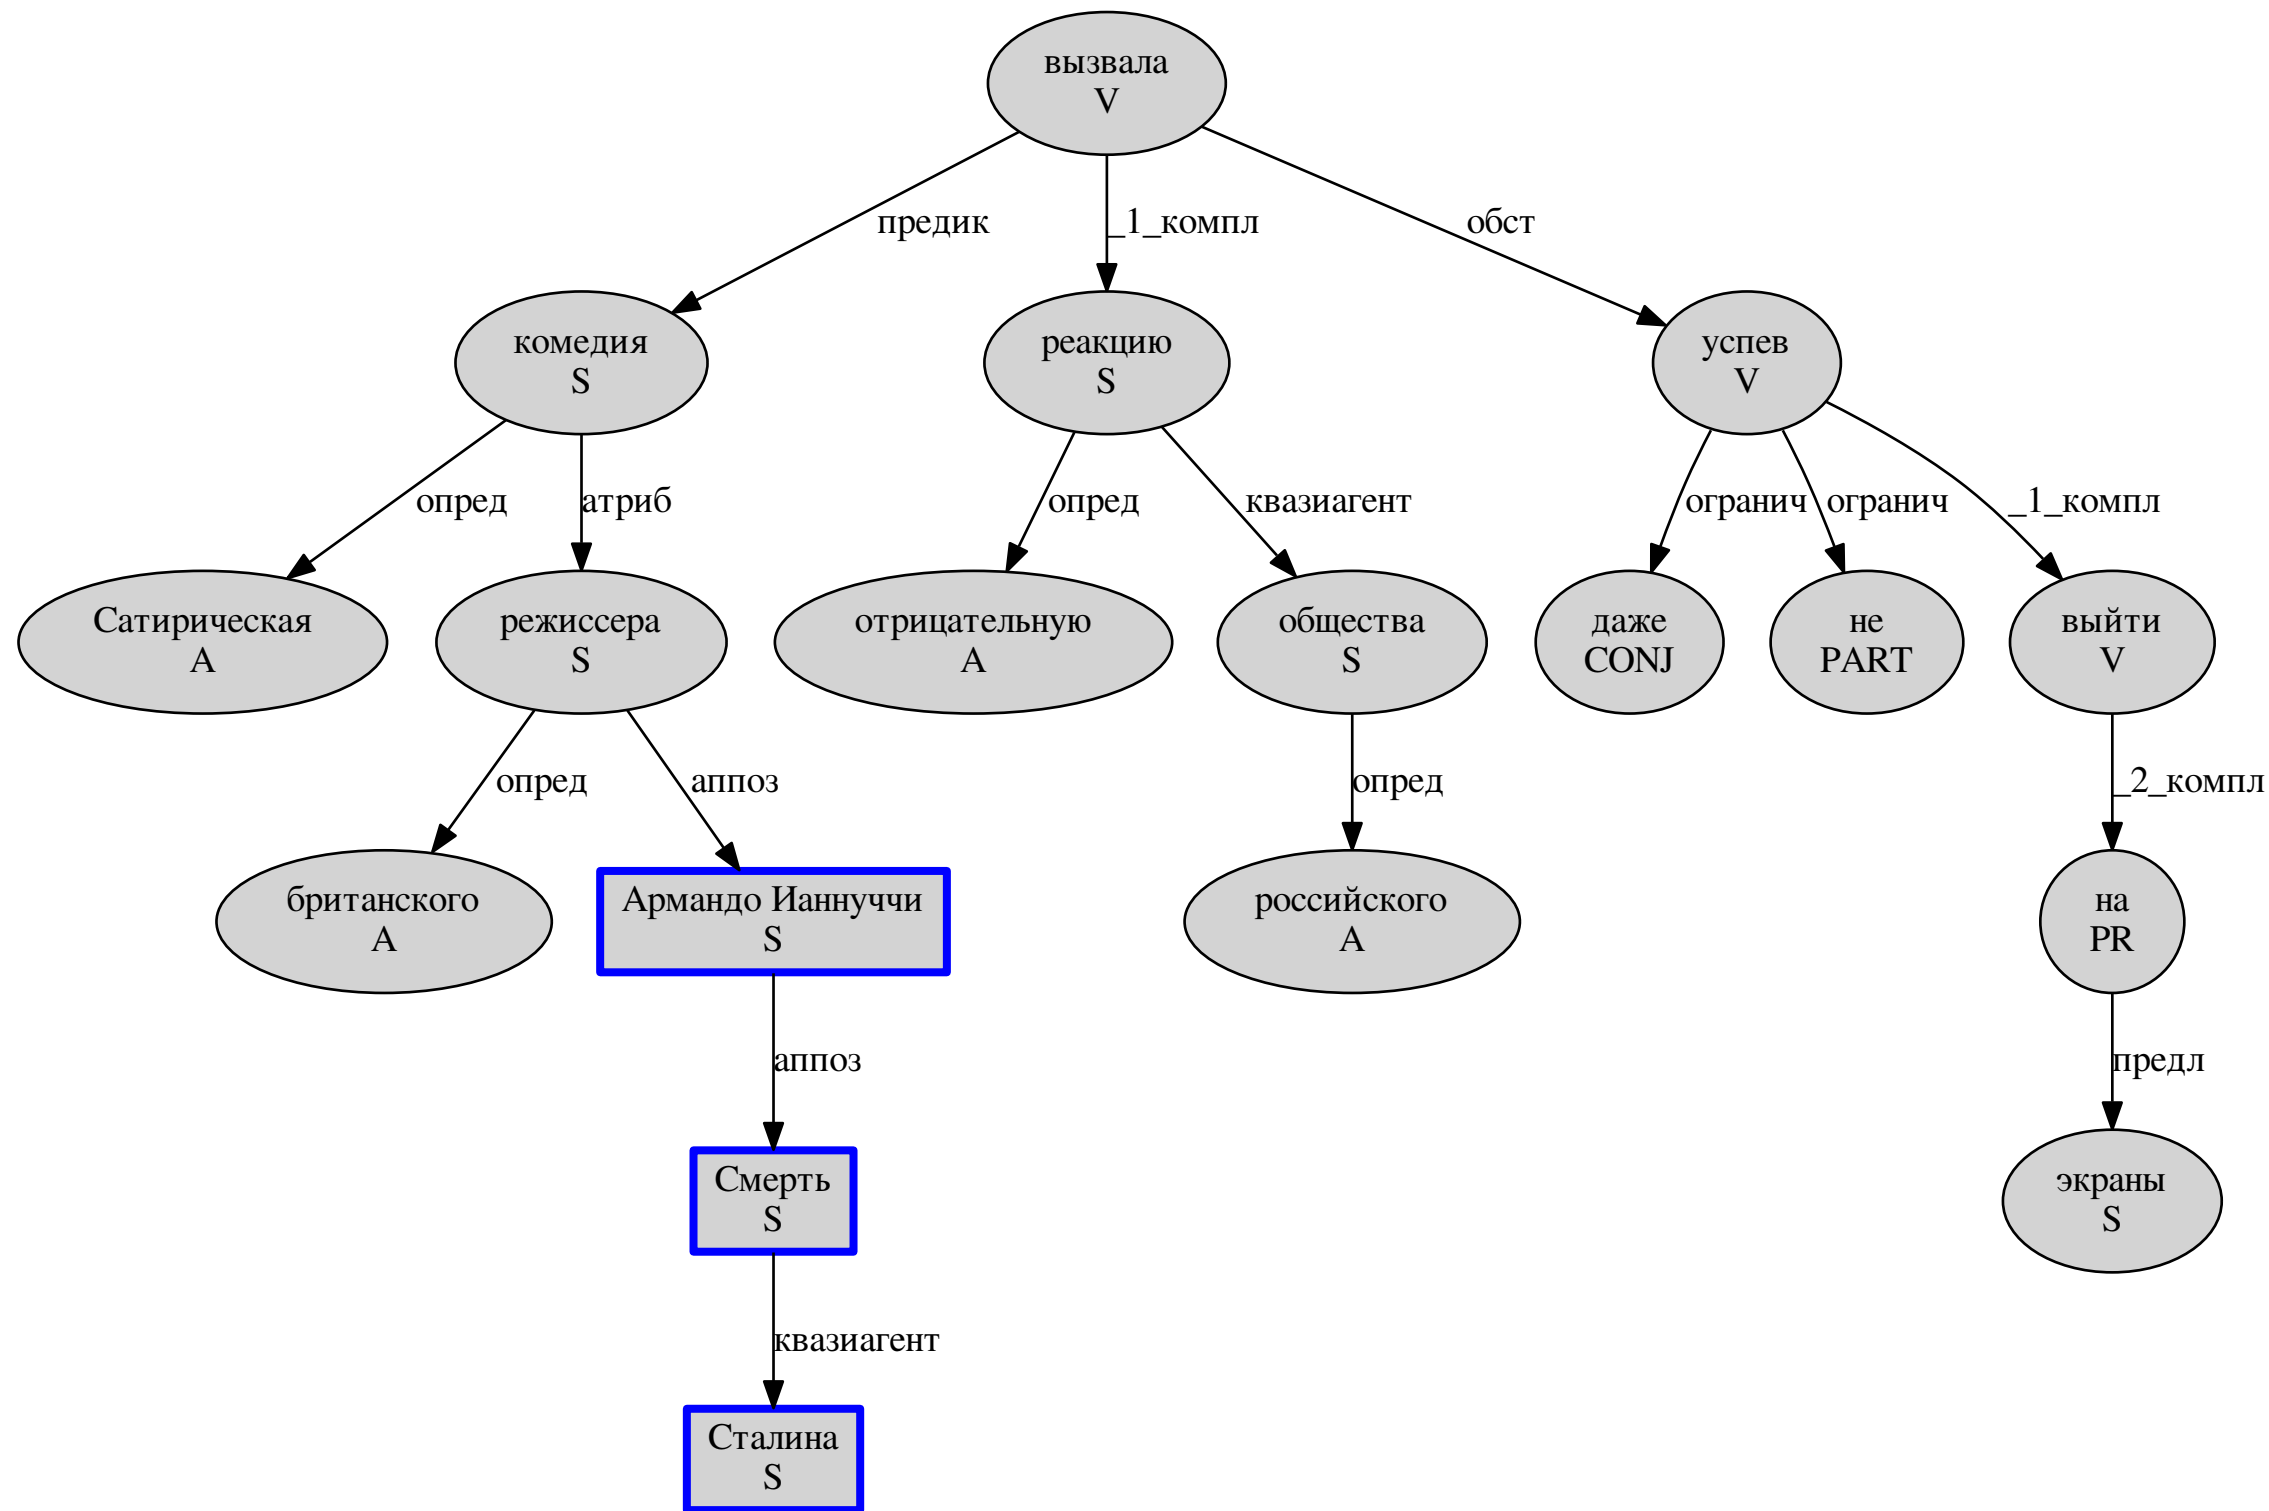 вызвала
V
предик
_1_компл
обст
комедия
S
реакцию
S
успев
V
опред
атриб
опред
квазиагент
огранич
огранич
_1_компл
Сатирическая
A
режиссера
S
отрицательную
A
общества
S
даже
CONJ
не
PART
выйти
V
опред
аппоз
опред
_2_компл
британского
A
Армандо Ианнуччи
S
российского
A
на
PR
аппоз
предл
Смерть
S
экраны
S
квазиагент
Сталина
S